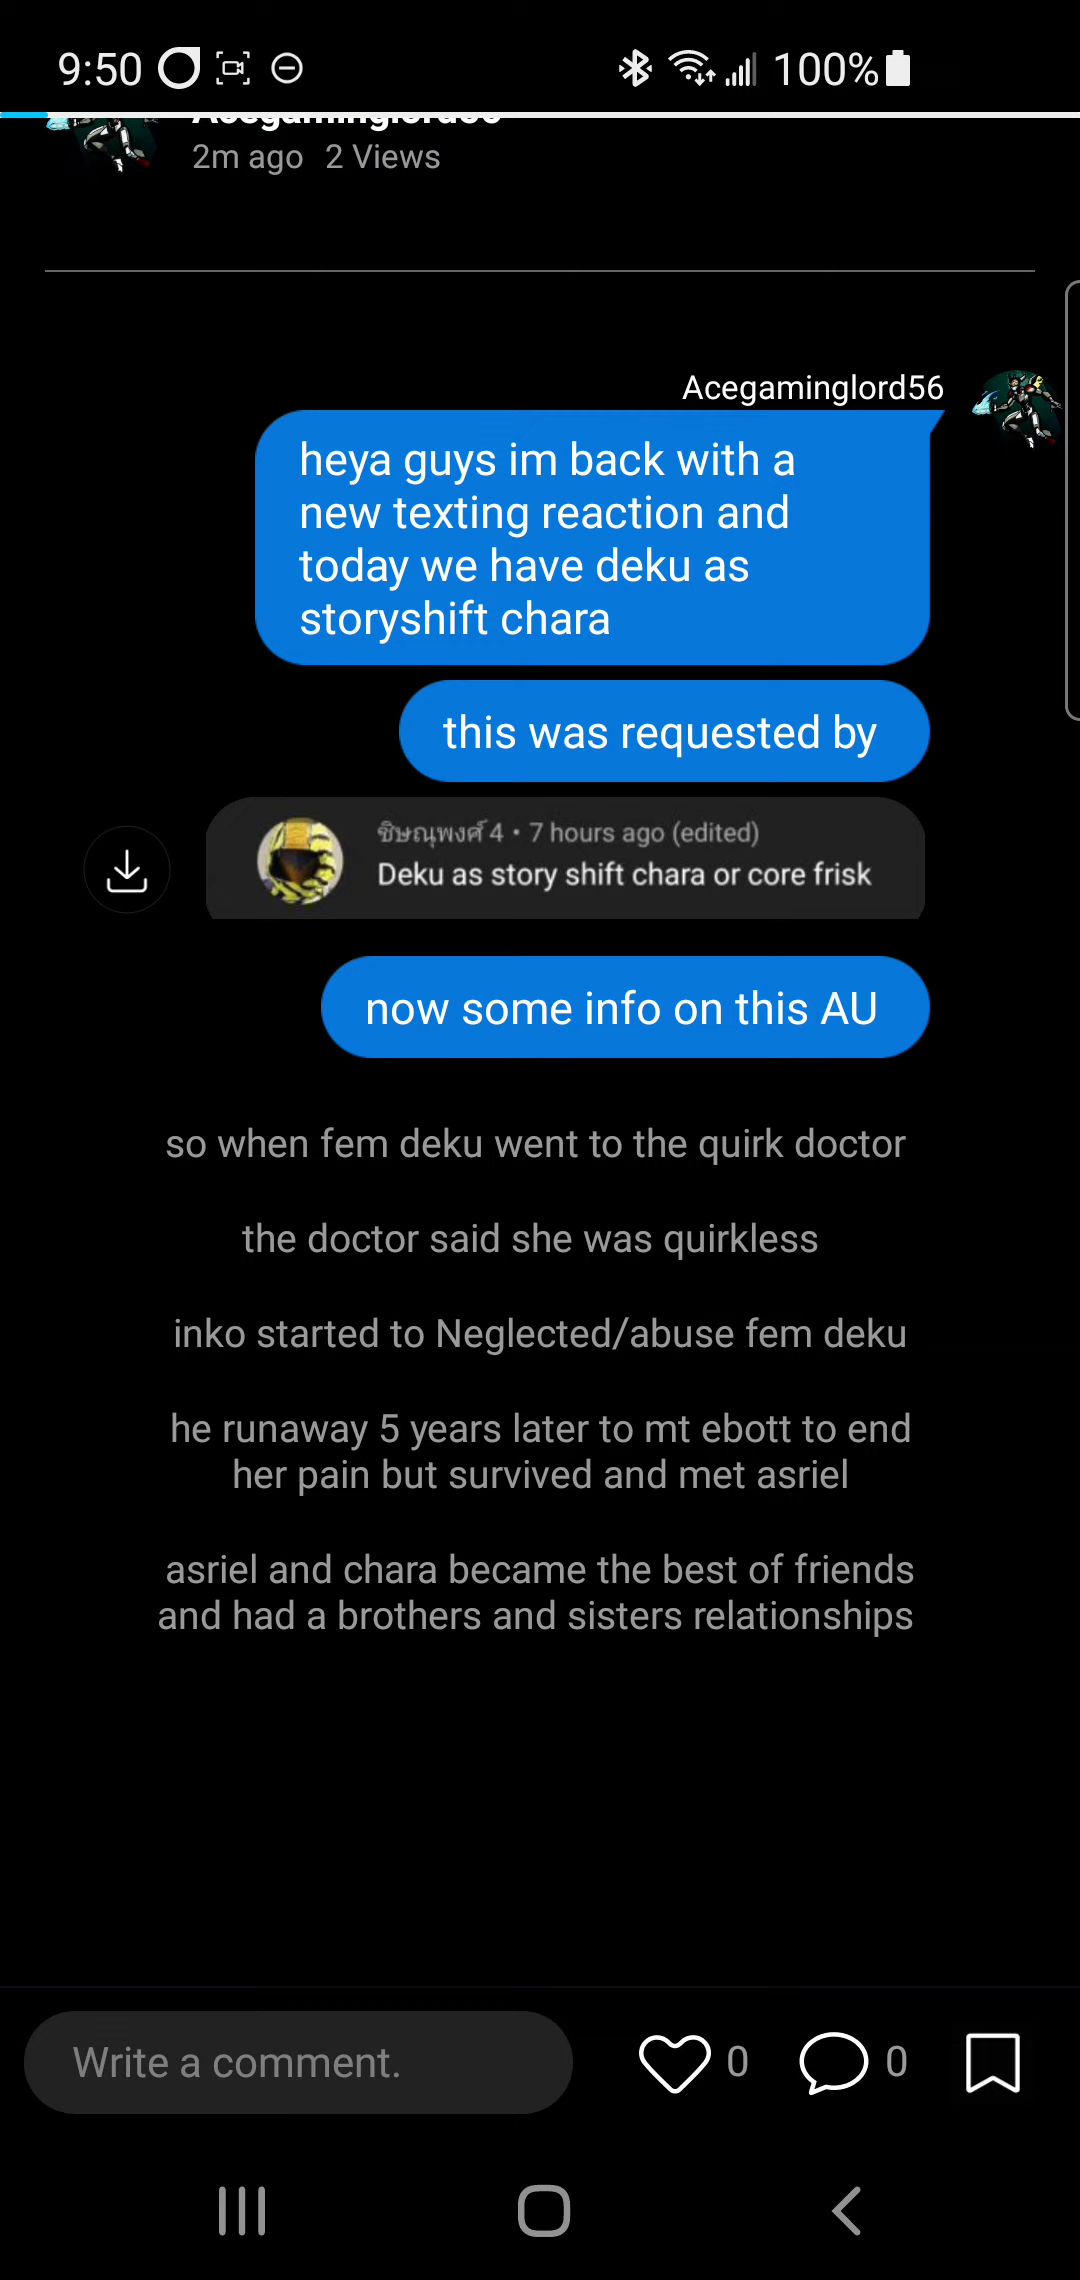 9:50
100%
Acegaminglord56
2m ago 2 Views
Acegaminglord56
heya guys im back with a
new texting reaction and
today we have deku as
storyshift chara
this was requested by
ชิษณุพงศ์ 4 • 7 hours ago (edited)
Deku as story shift chara or core frisk
now some info on this AU
so when fem deku went to the quirk doctor
the doctor said she was quirkless
inko started to Neglected/abuse fem deku
he runaway 5 years later to mt ebott to end
her pain but survived and met asriel
asriel and chara became the best of friends
and had a brothers and sisters relationships
Write a comment.
0
0